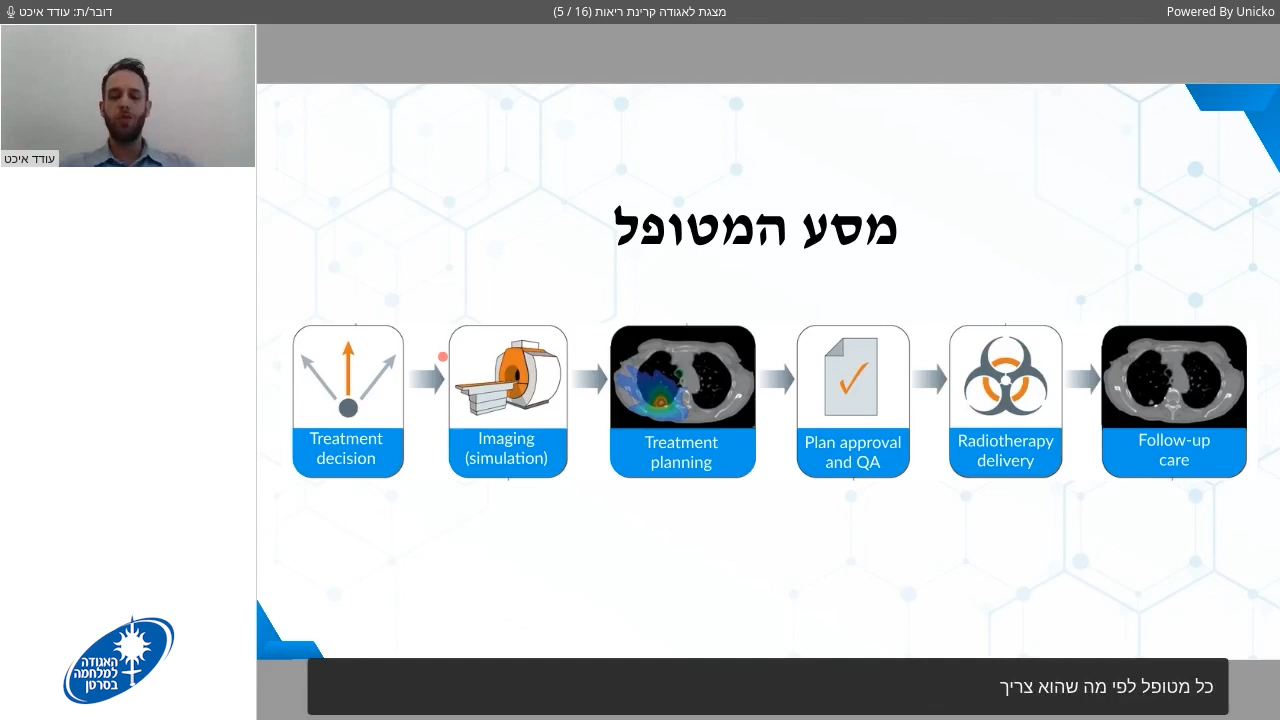 דובר/ת: עודד איכט
מצגת לאגודה קרינת ריאות (16 / 5)
Powered By Unicko
עודד איכט
מסע המטופל
Treatment
decision
Imaging
(simulation)
Treatment
planning
Plan approval
and QA
Radiotherapy
delivery
Follow-up
care
האגודה
למלחמה
בסרטן
כל מטופל לפי מה שהוא צריך